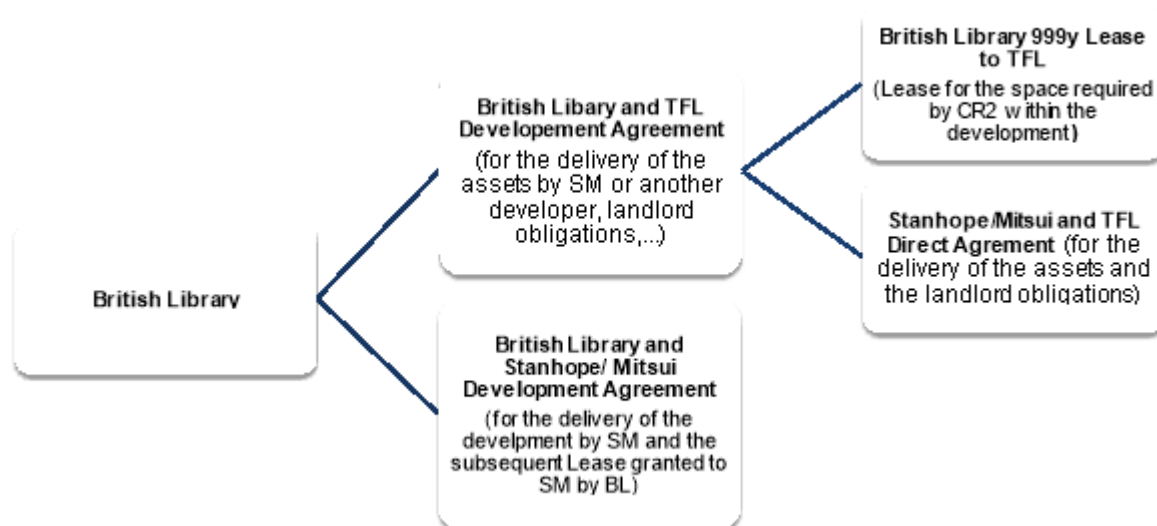 British Library
British Libary and TFL
Developement Agreement
(for the delivery of the
assets by SM or another
developer, landlord
obligations,...)
British Library and
Stanhope/ Mitsui
Development Agreement
(for the delivery of the
develpment by SM and the
subsequent Lease granted to
SM by BL)
British Library 999y Lease
to TFL
(Lease for the space required
by CR2 within the
development)
Stanhope/Mitsui and TFL
Direct Agreement (for the
delivery of the assets and
the landlord obligations)